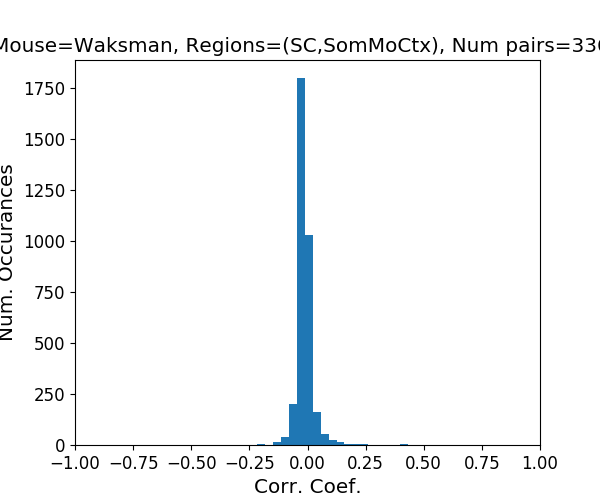 Mouse=Waksman, Regions=(SC,SomMoCtx), Num pairs=336
Num. Occurances
1750
1500
1250
1000
750
500
250
0
−1.00 −0.75 −0.50 −0.25 0.00 0.25 0.50 0.75 1.00
Corr. Coef.